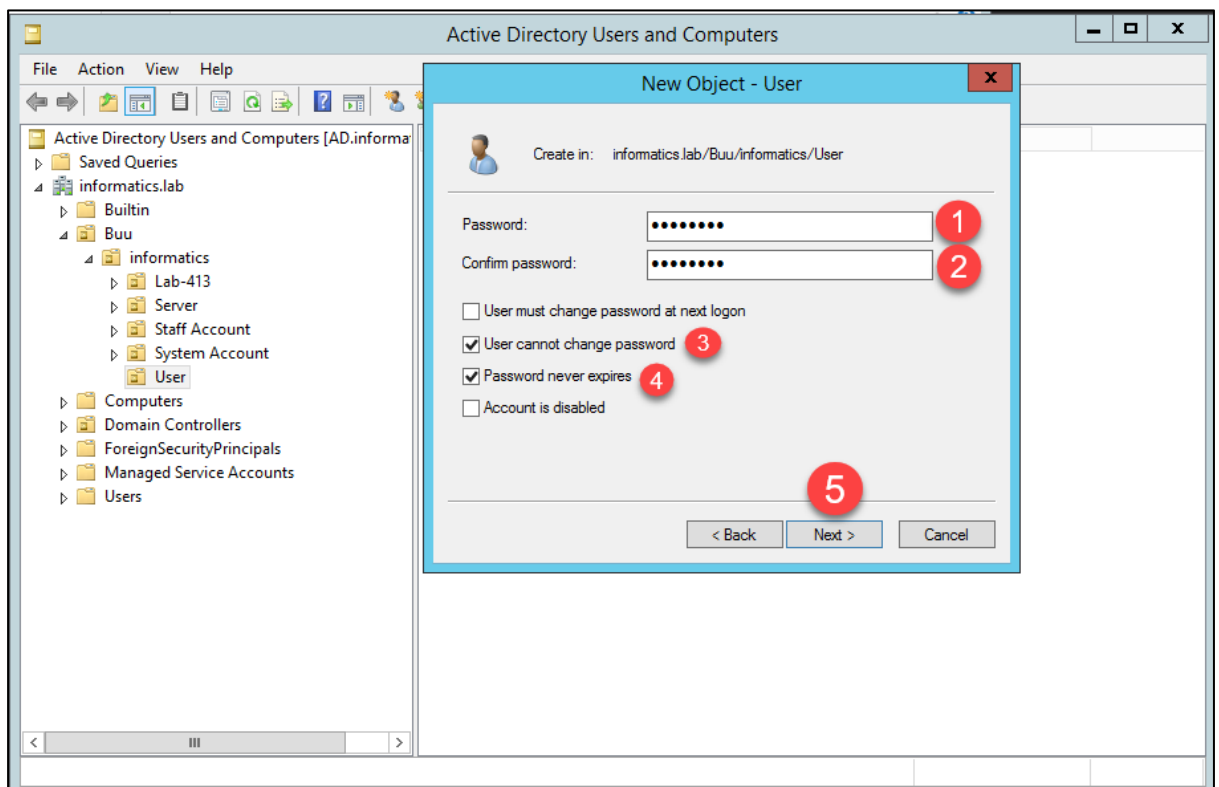 Active Directory Users and Computers
File Action View Help
Active Directory Users and Computers [AD.informa
Saved Queries
informatics.lab
Builtin
Buu
informatics
Lab-413
Server
Staff Account
System Account
User
Computers
Domain Controllers
ForeignSecurityPrincipals
Managed Service Accounts
Users
New Object - User
x
Create in: informatics.lab/Buu/informatics/User
Password: 1
Confirm password: 2
User must change password at next logon
User cannot change password 3
Password never expires 4
Account is disabled
5
< Back Next > Cancel